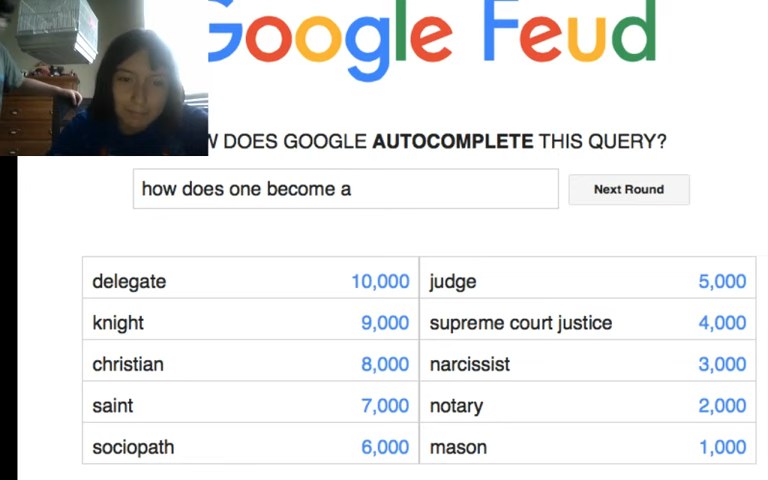 Google Feud
W DOES GOOGLE AUTOCOMPLETE THIS QUERY?
how does one become a
Next Round
delegate 10,000 judge 5,000
knight 9,000 supreme court justice 4,000
christian 8,000 narcissist 3,000
saint 7,000 notary 2,000
sociopath 6,000 mason 1,000